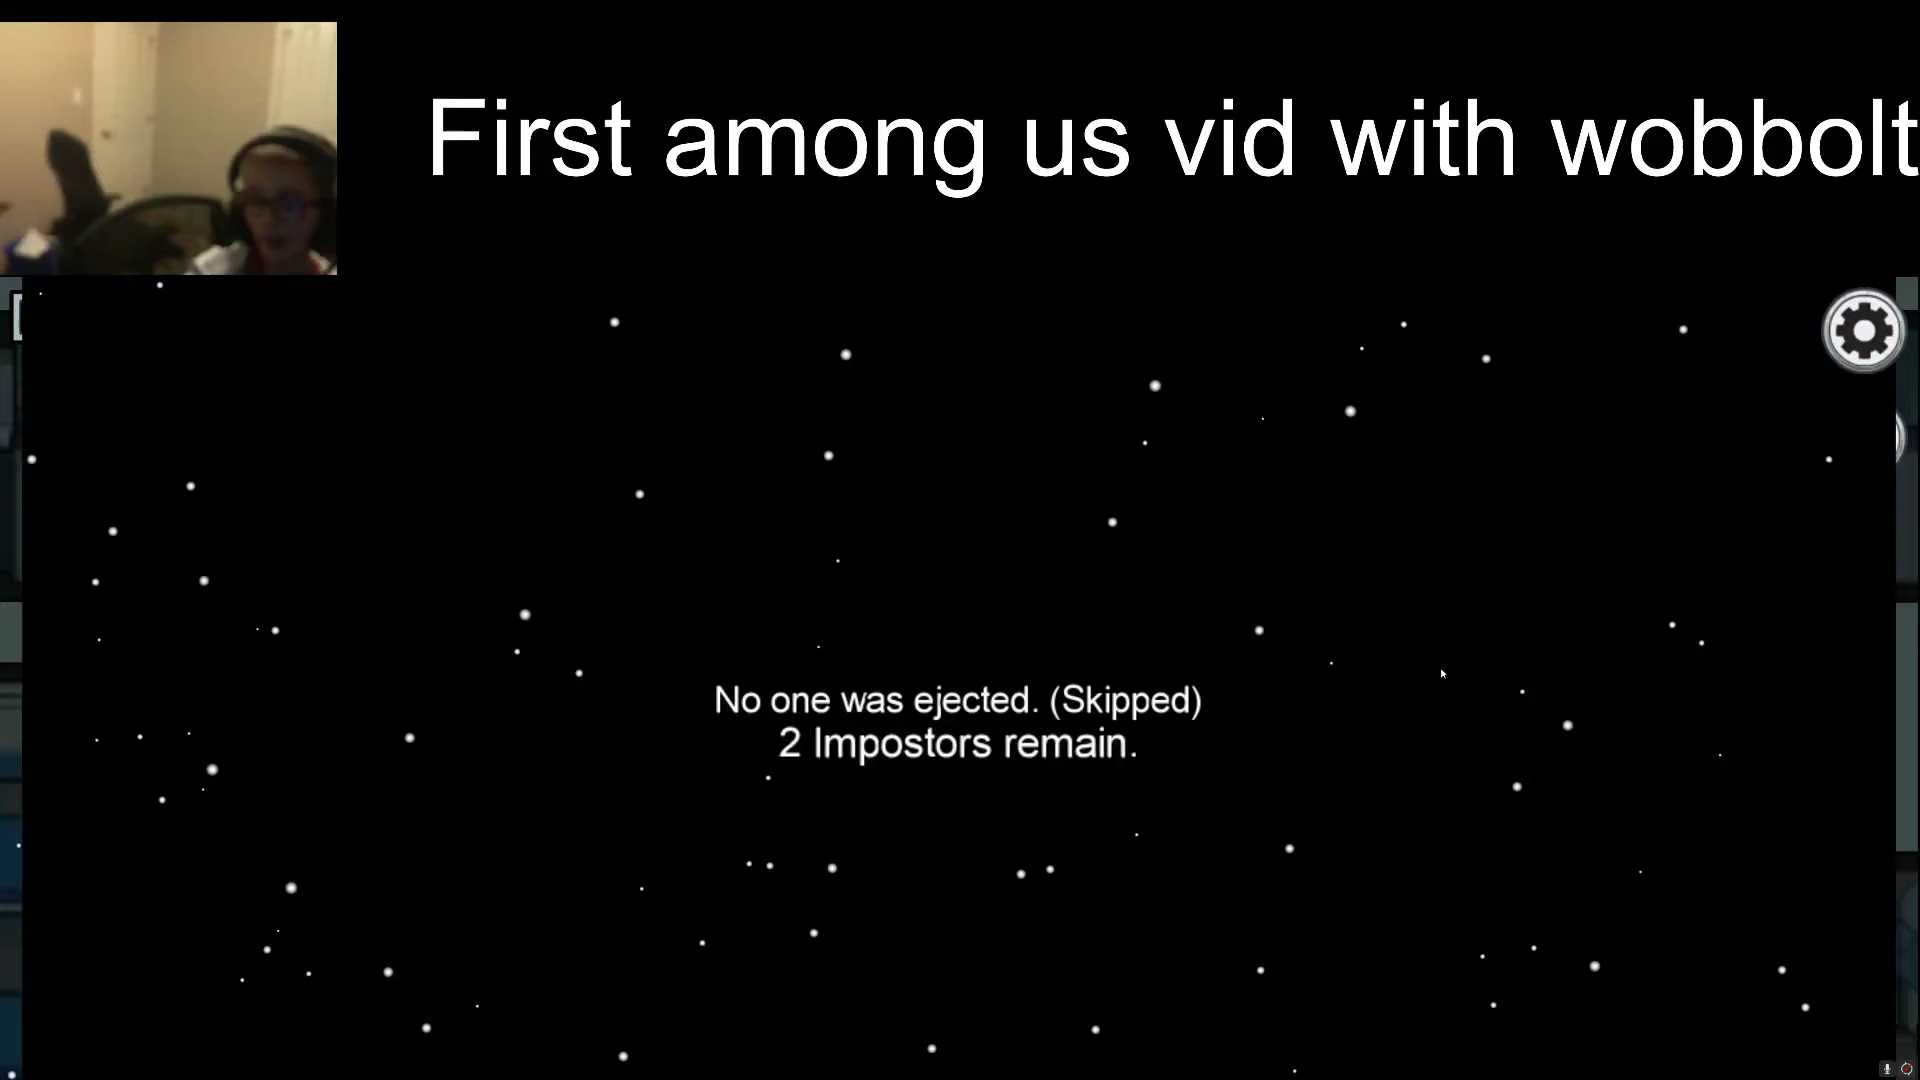 First among us vid with wobbolt
No one was ejected. (Skipped)
2 Impostors remain.